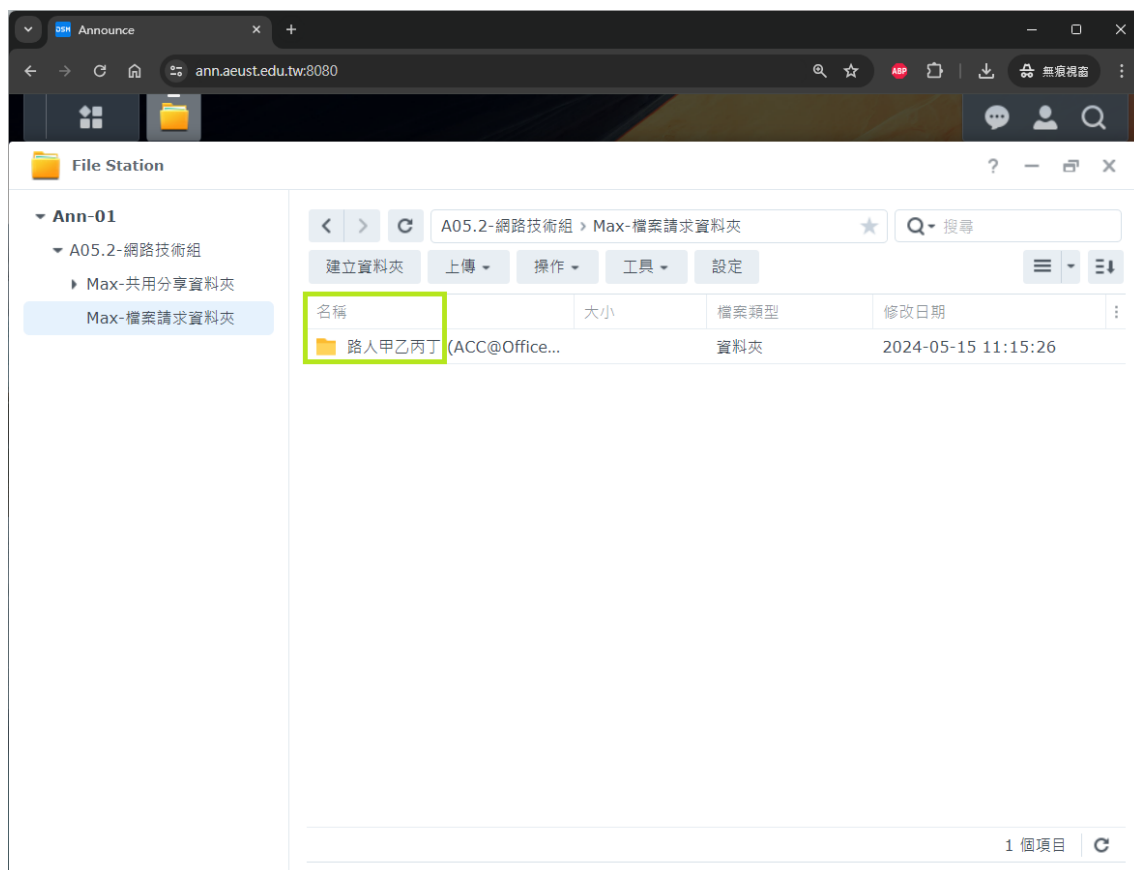 DSM Announce
ann.aeust.edu.tw:8080
ABP
無痕視窗
File Station
?
Ann-01
A05.2-網路技術組
Max-共用分享資料夾
Max-檔案請求資料夾
A05.2-網路技術組 › Max-檔案請求資料夾
搜尋
建立資料夾 上傳 操作 工具 設定
名稱 大小 檔案類型 修改日期
路人甲乙丙丁 (ACC@Office... 資料夾 2024-05-15 11:15:26
1 個項目